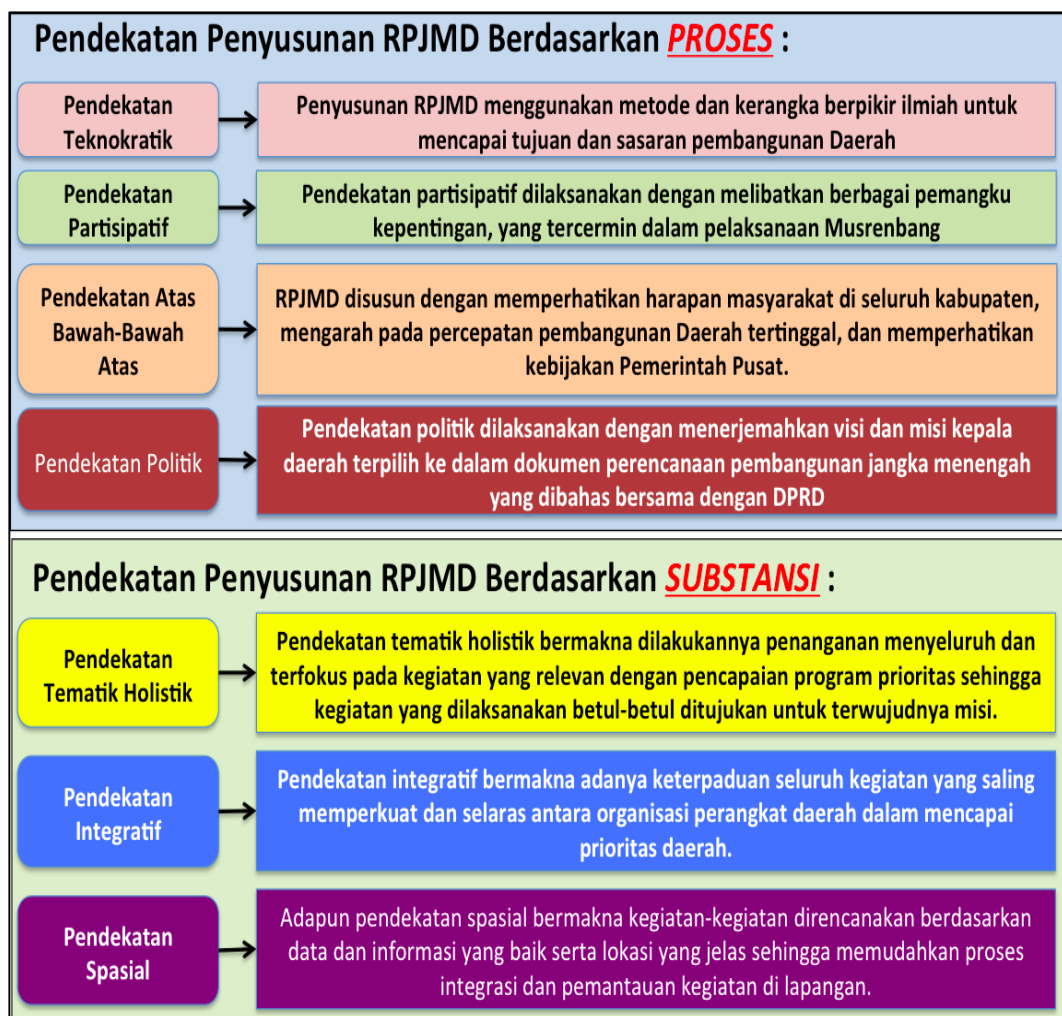 Pendekatan Penyusunan RPJMD Berdasarkan PROSES :
Pendekatan
Teknokratik
Penyusunan RPJMD menggunakan metode dan kerangka berpikir ilmiah untuk
mencapai tujuan dan sasaran pembangunan Daerah
Pendekatan
Partisipatif
Pendekatan partisipatif dilaksanakan dengan melibatkan berbagai pemangku
kepentingan, yang tercermin dalam pelaksanaan Musrenbang
Pendekatan Atas
Bawah-Bawah
Atas
RPJMD disusun dengan memperhatikan harapan masyarakat di seluruh kabupaten,
mengarah pada percepatan pembangunan Daerah tertinggal, dan memperhatikan
kebijakan Pemerintah Pusat.
Pendekatan Politik
Pendekatan politik dilaksanakan dengan menerjemahkan visi dan misi kepala
daerah terpilih ke dalam dokumen perencanaan pembangunan jangka menengah
yang dibahas bersama dengan DPRD
Pendekatan Penyusunan RPJMD Berdasarkan SUBSTANSI :
Pendekatan
Tematik Holistik
Pendekatan tematik holistik bermakna dilakukannya penanganan menyeluruh dan
terfokus pada kegiatan yang relevan dengan pencapaian program prioritas sehingga
kegiatan yang dilaksanakan betul-betul ditujukan untuk terwujudnya misi.
Pendekatan
Integratif
Pendekatan integratif bermakna adanya keterpaduan seluruh kegiatan yang saling
memperkuat dan selaras antara organisasi perangkat daerah dalam mencapai
prioritas daerah.
Pendekatan
Spasial
Adapun pendekatan spasial bermakna kegiatan-kegiatan direncanakan berdasarkan
data dan informasi yang baik serta lokasi yang jelas sehingga memudahkan proses
integrasi dan pemantauan kegiatan di lapangan.